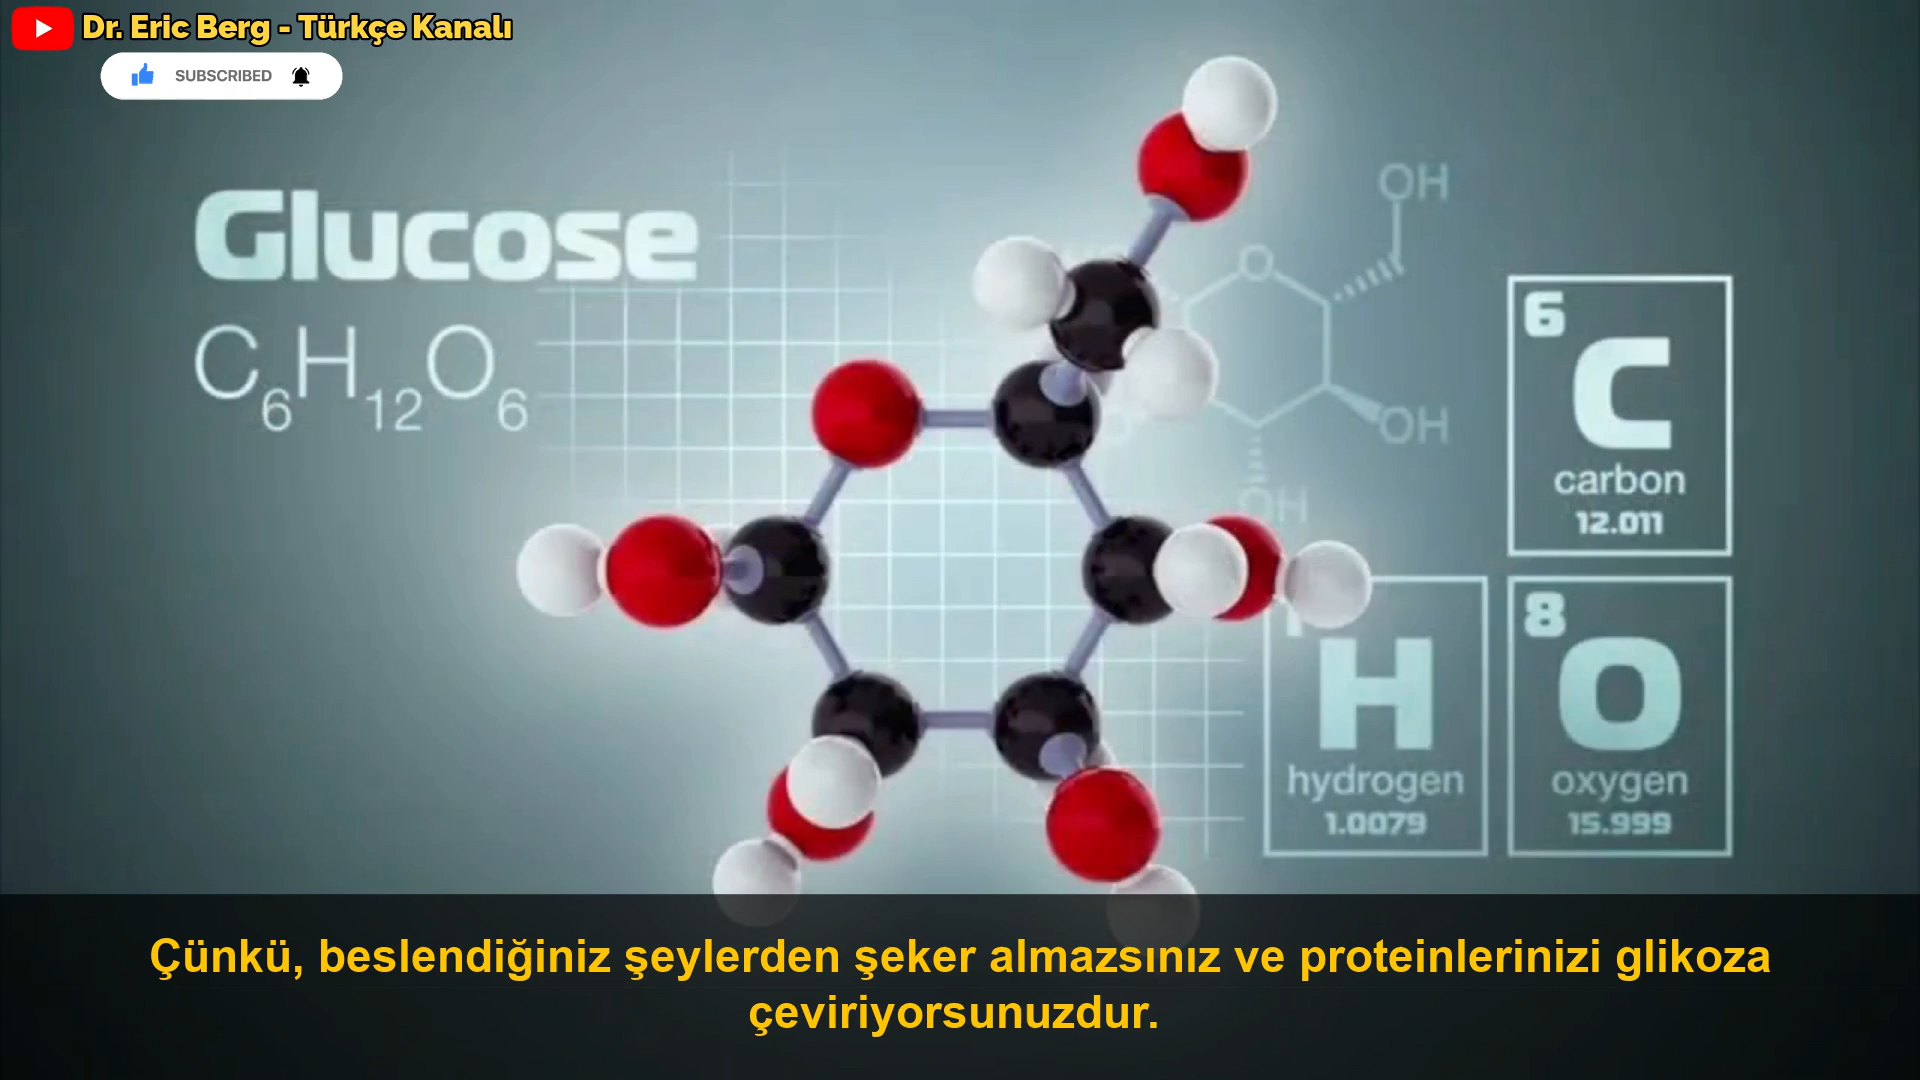 Dr. Eric Berg - Türkçe Kanalı
SUBSCRIBED
Glucose
C6H12O6
OH
O
OH
OH
6
C
carbon
12.011
H
hydrogen
1.0079
8
O
oxygen
15.999
Çünkü, beslendiğiniz şeylerden şeker almazsınız ve proteinlerinizi glikoza
çeviriyorsunuzdur.